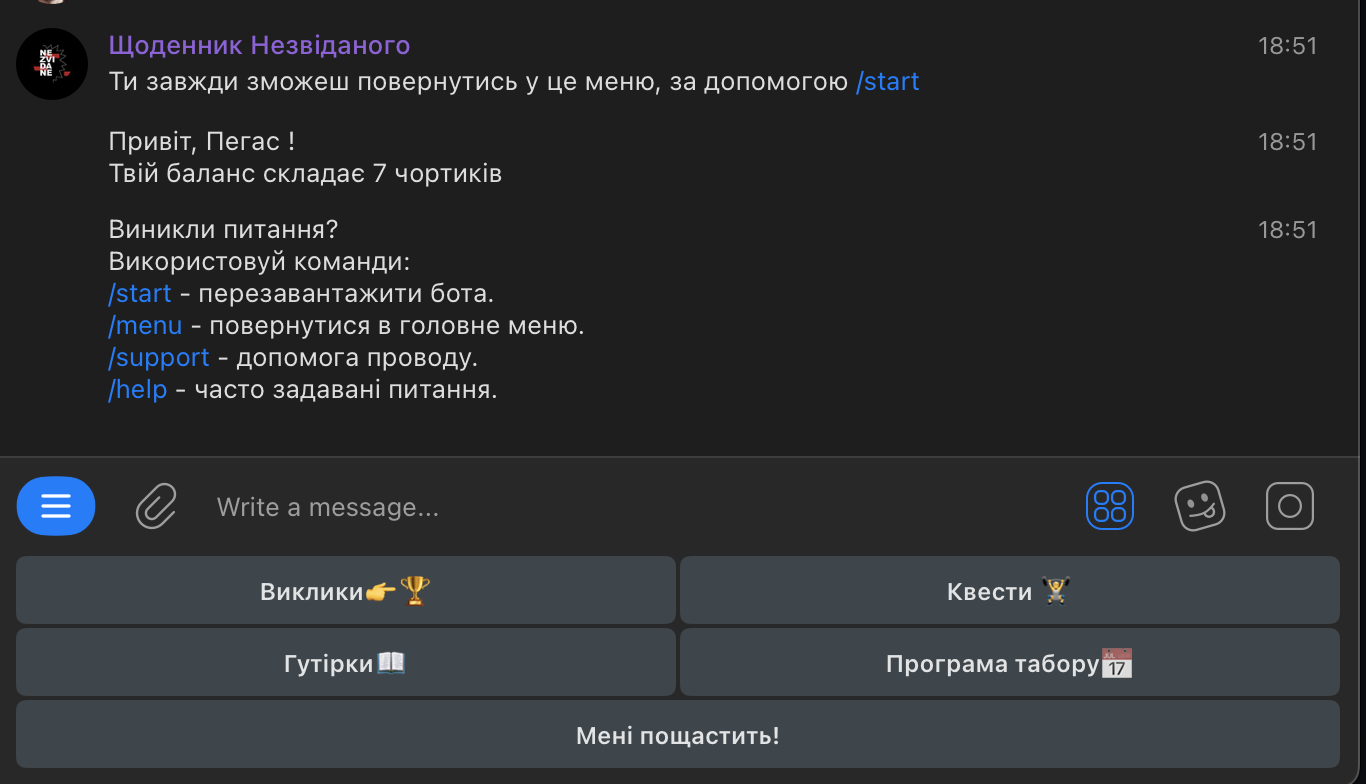 NE
ZVI
DA
NE
Щоденник Незвіданого
18:51
Ти завжди зможеш повернутись у це меню, за допомогою /start
Привіт, Пегас !
18:51
Твій баланс складає 7 чортиків
Виникли питання?
18:51
Використовуй команди:
/start - перезавантажити бота.
/menu - повернутися в головне меню.
/support - допомога проводу.
/help - часто задавані питання.
Write a message...
Виклики👉🏆
Квести 🏋️
Гутірки📖
Програма табору📅
Мені пощастить!